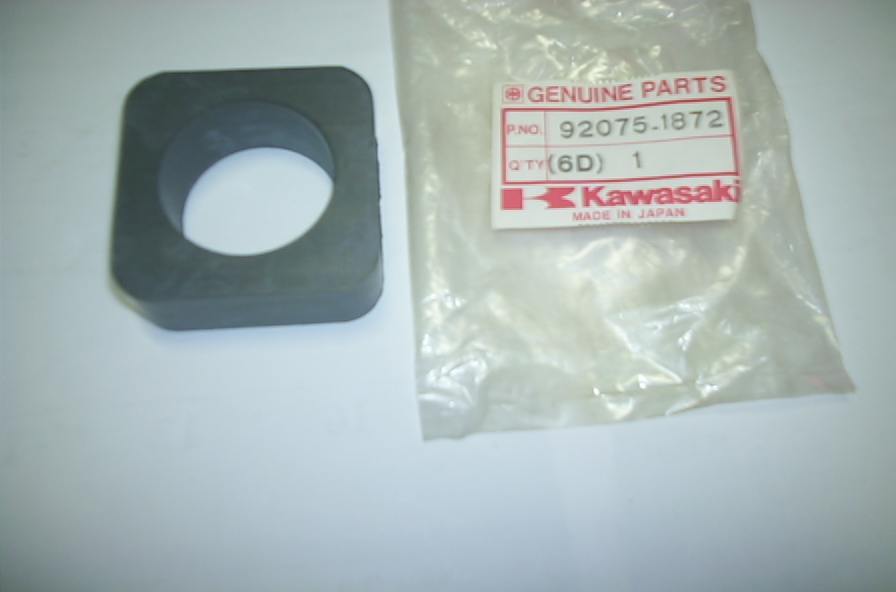 GENUINE PARTS
P.NO. 92075-1872
Q'TY (6D) 1
Kawasaki
MADE IN JAPAN